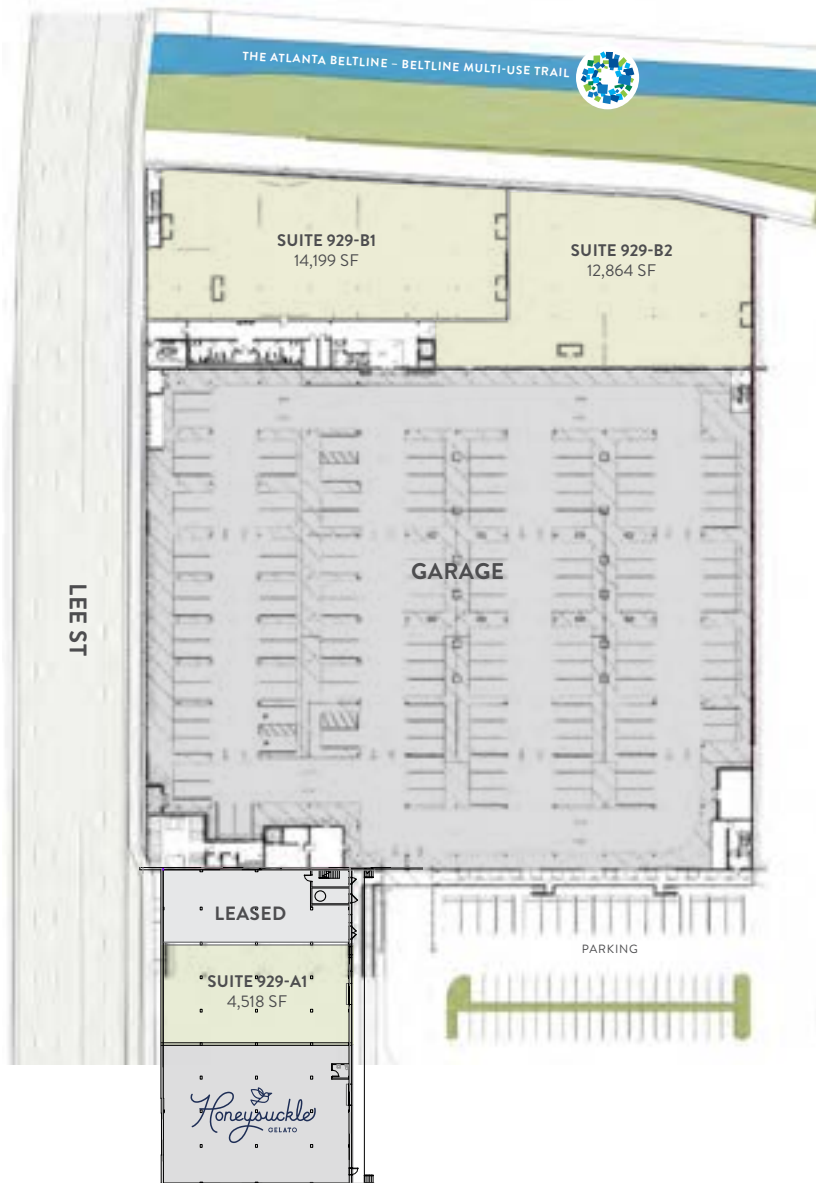 THE ATLANTA BELTLINE – BELTLINE MULTI-USE TRAIL
SUITE 929-B1
14,199 SF
SUITE 929-B2
12,864 SF
GARAGE
LEE ST
LEASED
PARKING
SUITE 929-A1
4,518 SF
Honeysuckle
GELATO